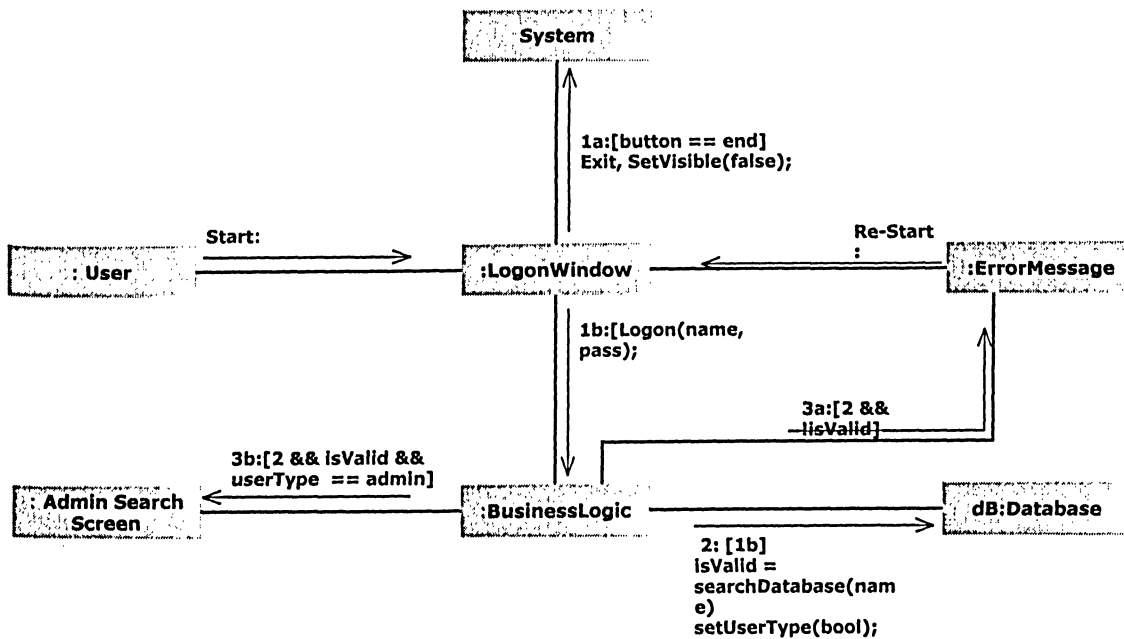 System
1a:[button == end]
Exit, SetVisible(false);
Start:
Re-Start
:
: User
:LogonWindow
:ErrorMessage
1b:[Logon(name,
pass);
3a:[2 &&
!isValid]
3b:[2 && isValid &&
userType == admin]
: Admin Search
Screen
:BusinessLogic
dB:Database
2: [1b]
isValid =
searchDatabase(nam
e)
setUserType(bool);